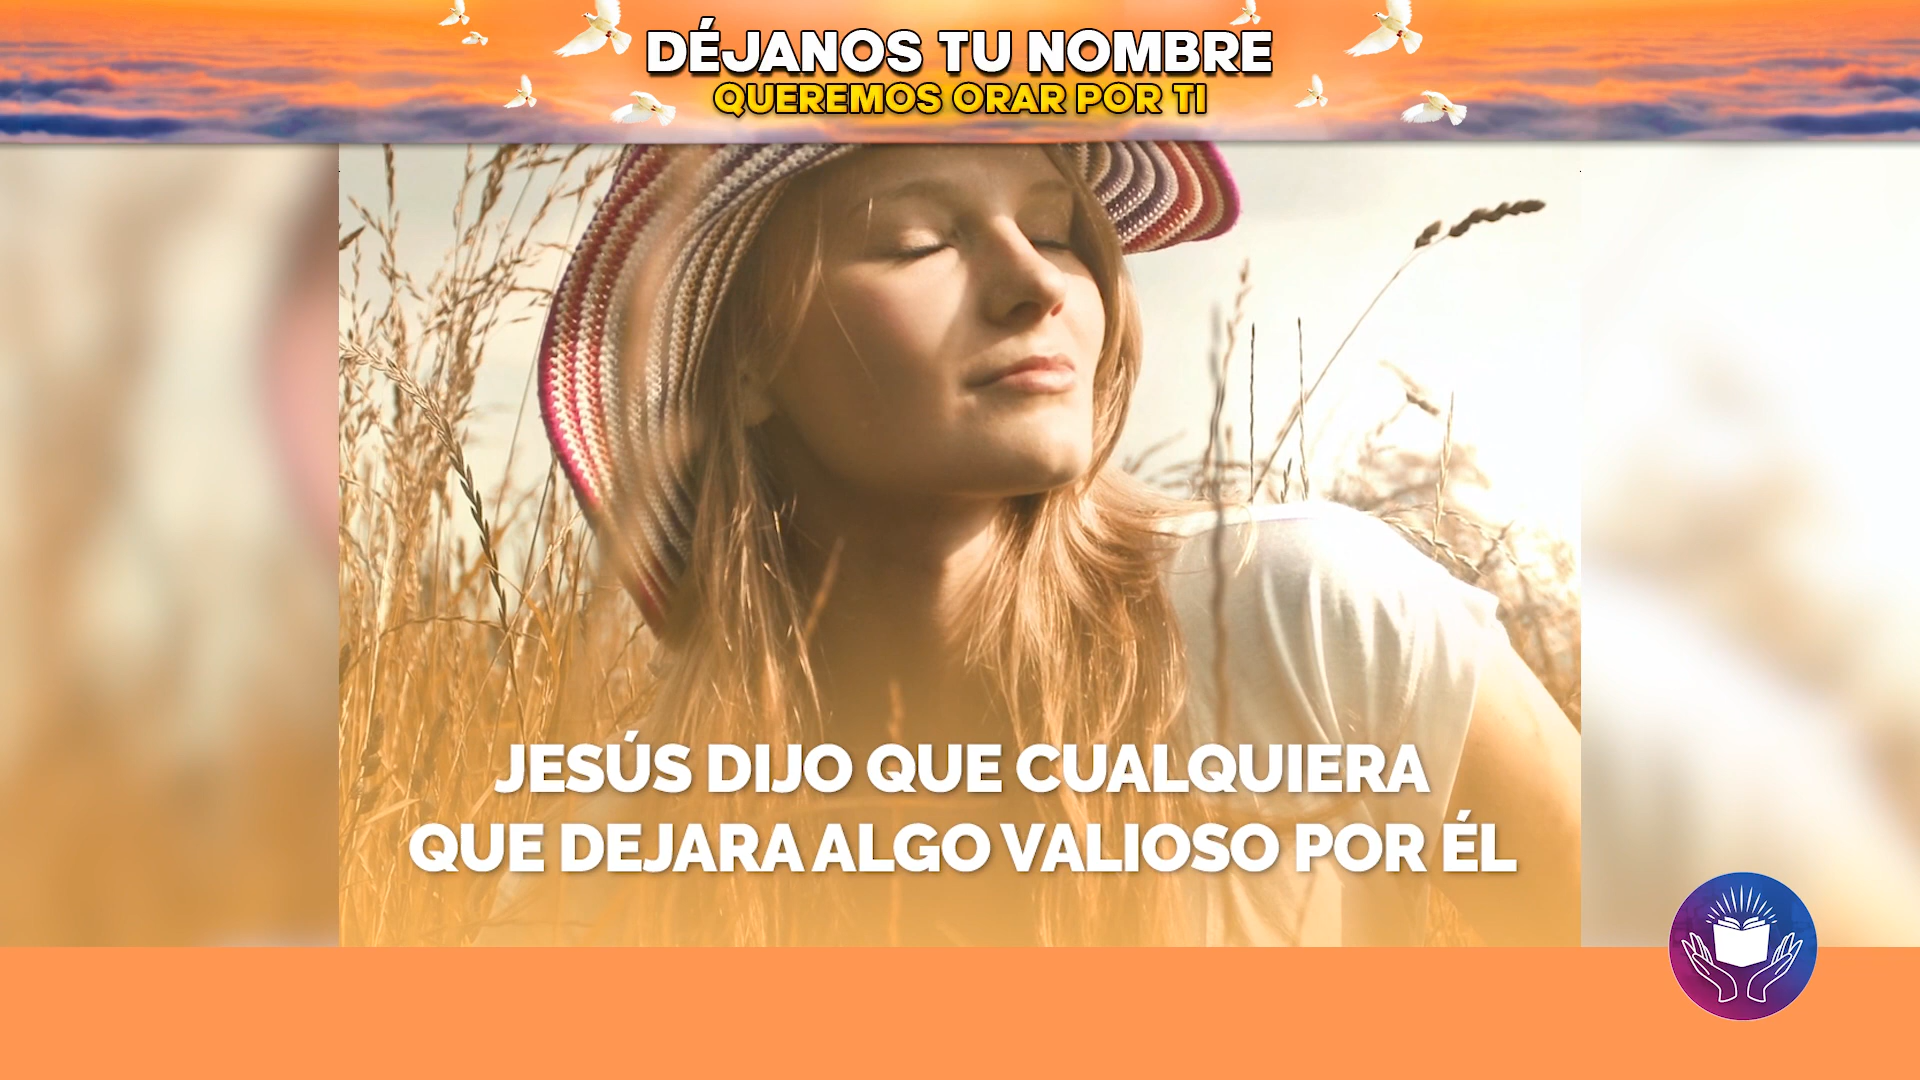 DÉJANOS TU NOMBRE
QUEREMOS ORAR POR TI
JESÚS DIJO QUE CUALQUIERA
QUE DEJARA ALGO VALIOSO POR ÉL